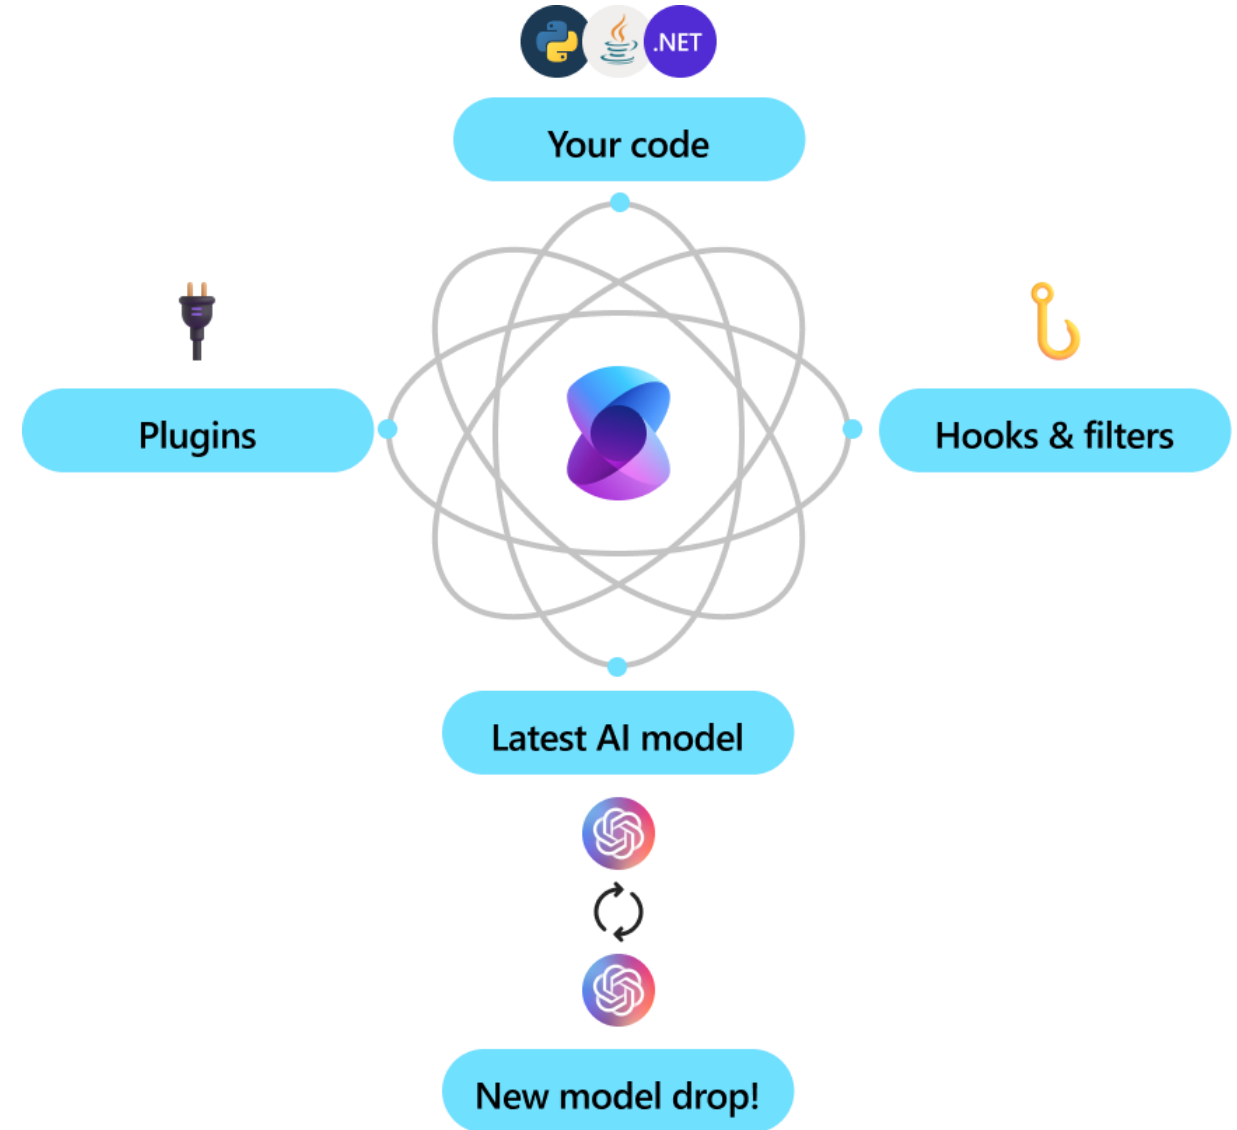 .NET
Your code
Plugins
Hooks & filters
Latest AI model
New model drop!